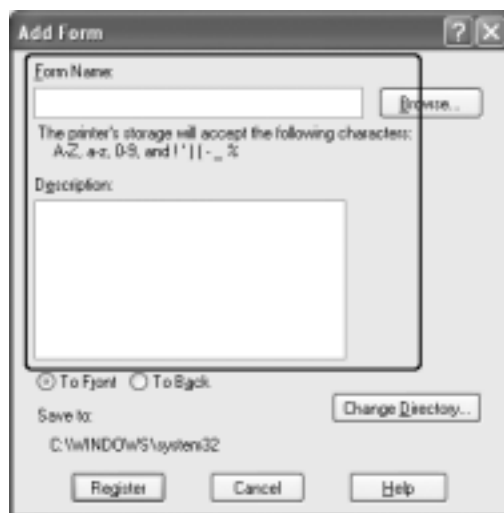 Add Form
Form Name:
Browse...
The printer's storage will accept the following characters:
A-Z, a-z, 0-9, and
Description:
To Front To Back
Change Directory...
Save to:
C:\WINDOWS\system32
Register Cancel Help